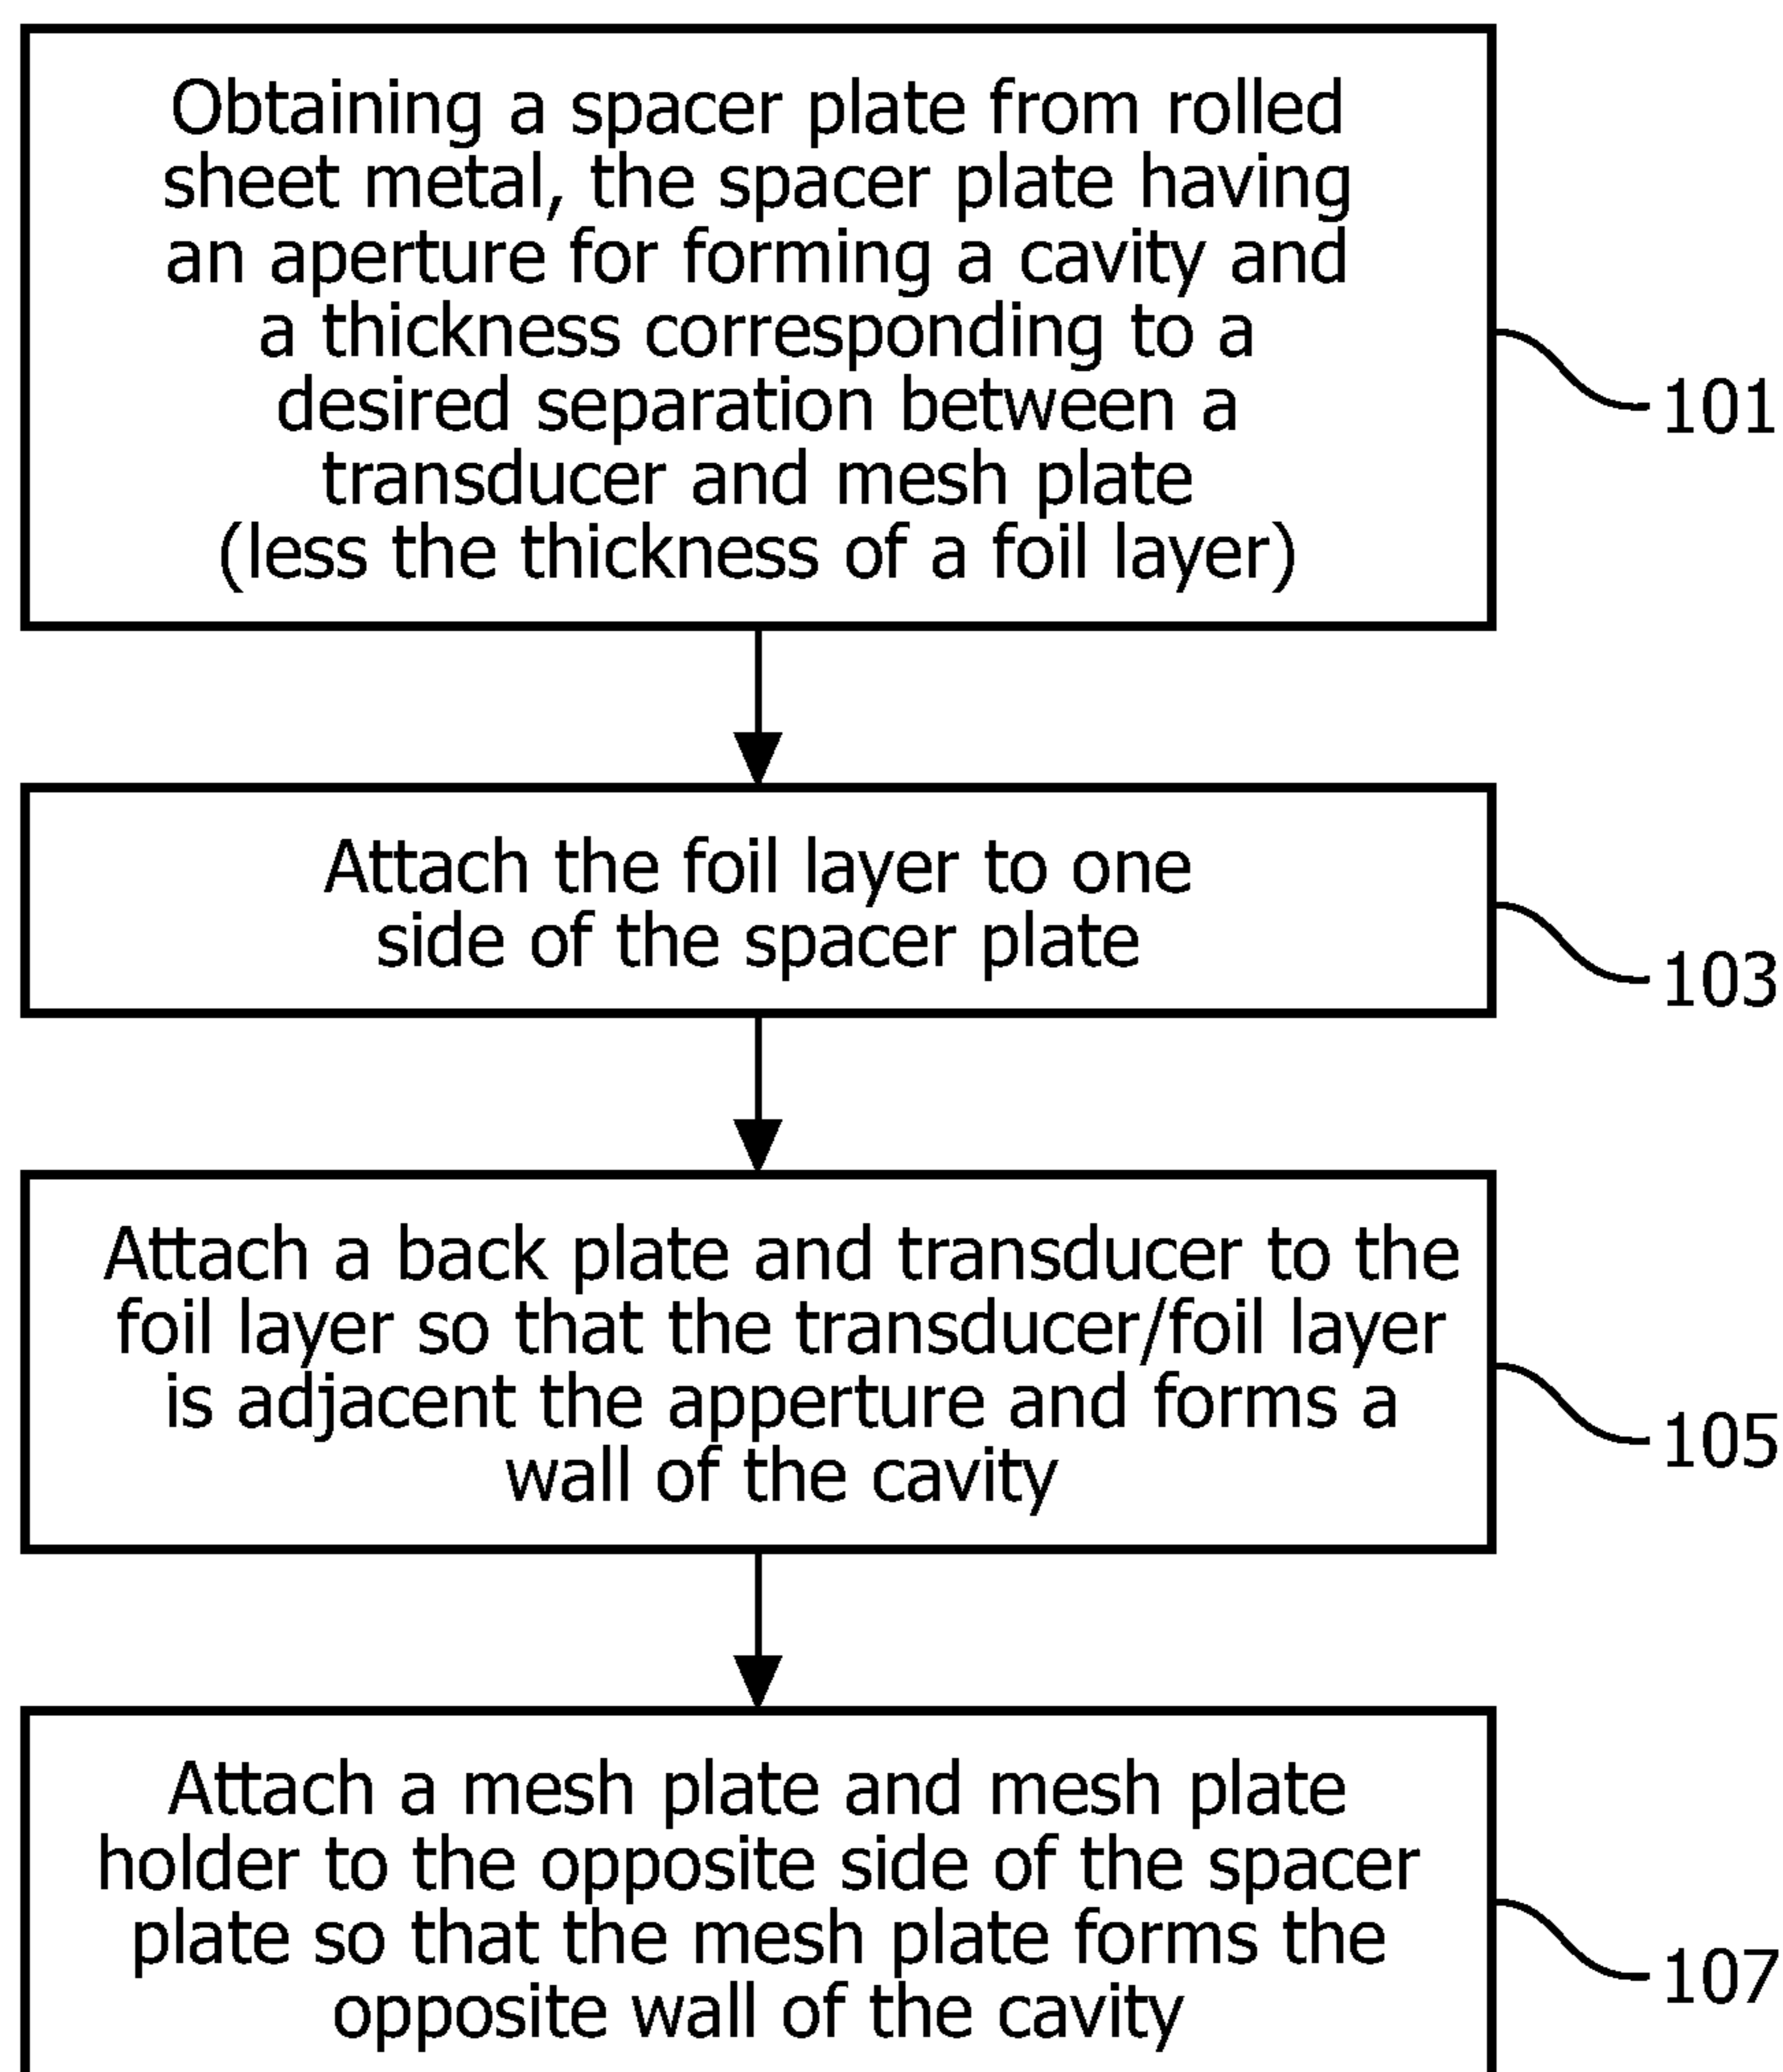 Obtaining a spacer plate from rolled
sheet metal, the spacer plate having
an aperture for forming a cavity and
a thickness corresponding to a
desired separation between a
transducer and mesh plate
(less the thickness of a foil layer)
101
Attach the foil layer to one
side of the spacer plate
103
Attach a back plate and transducer to the
foil layer so that the transducer/foil layer
is adjacent the apperture and forms a
wall of the cavity
105
Attach a mesh plate and mesh plate
holder to the opposite side of the spacer
plate so that the mesh plate forms the
opposite wall of the cavity
107